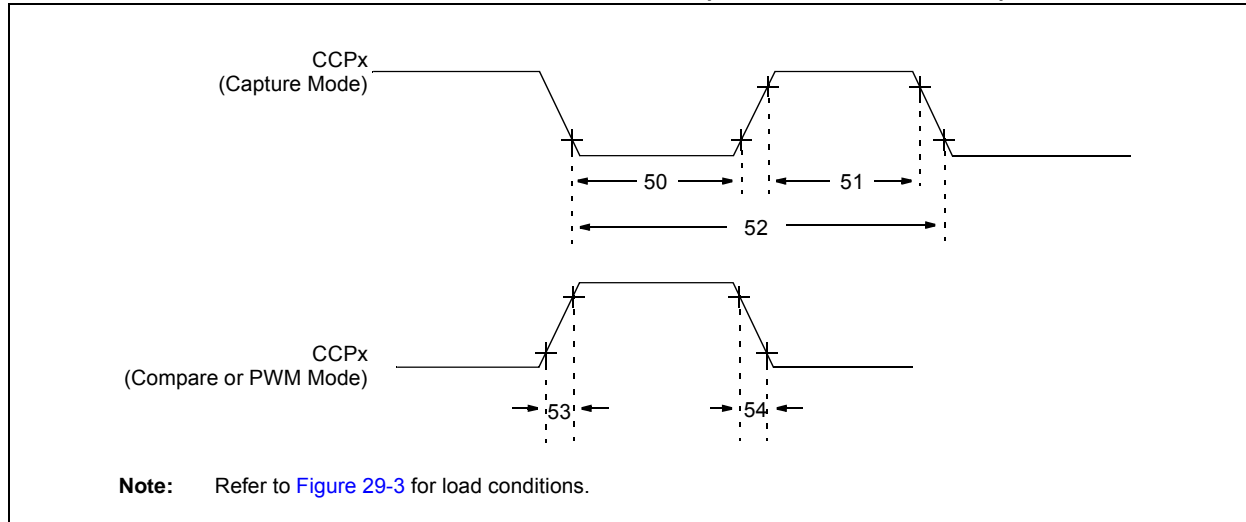 CCPx
(Capture Mode)
50
51
52
CCPx
(Compare or PWM Mode)
53
54
Note: Refer to Figure 29-3 for load conditions.